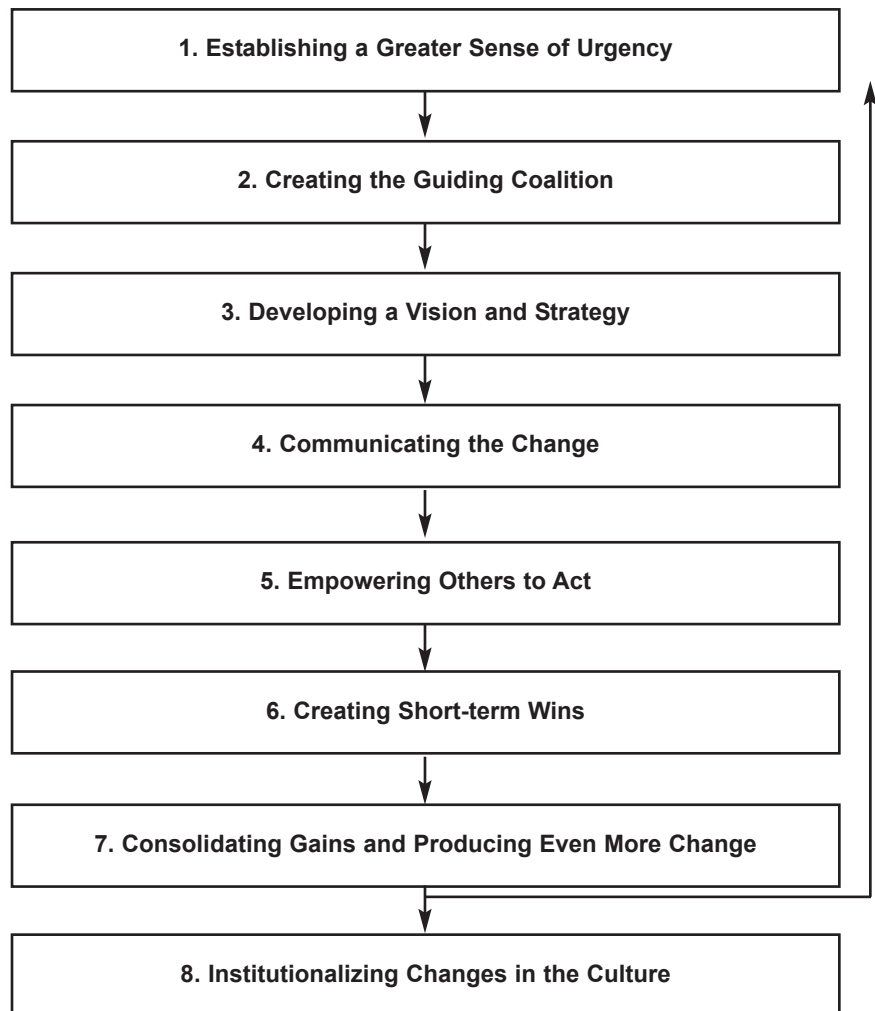 1. Establishing a Greater Sense of Urgency
2. Creating the Guiding Coalition
3. Developing a Vision and Strategy
4. Communicating the Change
5. Empowering Others to Act
6. Creating Short-term Wins
7. Consolidating Gains and Producing Even More Change
8. Institutionalizing Changes in the Culture